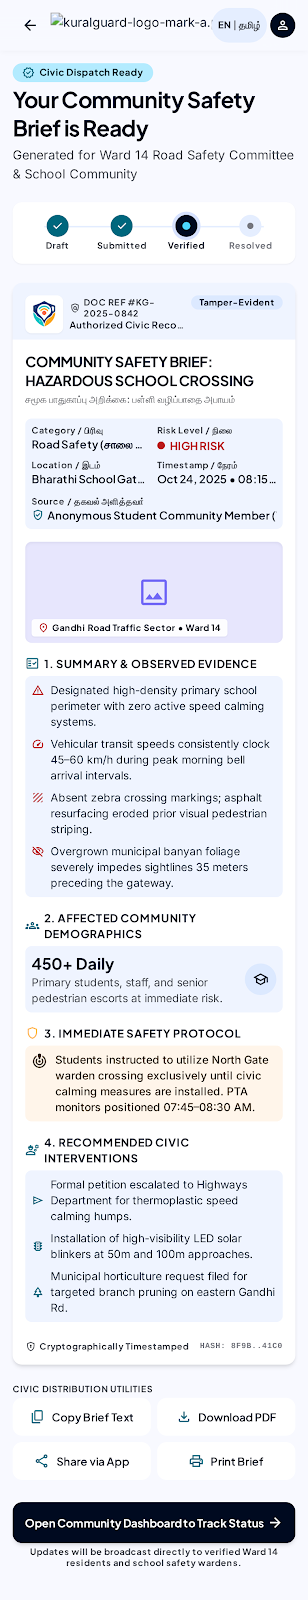 kuralguard-logo-mark-a.
EN | தமிழ்
Civic Dispatch Ready
Your Community Safety
Brief is Ready
Generated for Ward 14 Road Safety Committee
& School Community
Draft
Submitted
Verified
Resolved
DOC REF #KG-
2025-0842
Authorized Civic Reco...
Tamper-Evident
COMMUNITY SAFETY BRIEF:
HAZARDOUS SCHOOL CROSSING
சமூக பாதுகாப்பு அறிக்கை: பள்ளி வழிப்பாதை அபாயம்
Category / பிரிவு
Road Safety (சாலை ...
Risk Level / நிலை
HIGH RISK
Location / இடம்
Bharathi School Gat...
Timestamp / நேரம்
Oct 24, 2025 • 08:15...
Source / தகவல் அளித்தவர்
Anonymous Student Community Member (
Gandhi Road Traffic Sector • Ward 14
1. SUMMARY & OBSERVED EVIDENCE
Designated high-density primary school
perimeter with zero active speed calming
systems.
Vehicular transit speeds consistently clock
45–60 km/h during peak morning bell
arrival intervals.
Absent zebra crossing markings; asphalt
resurfacing eroded prior visual pedestrian
striping.
Overgrown municipal banyan foliage
severely impedes sightlines 35 meters
preceding the gateway.
2. AFFECTED COMMUNITY
DEMOGRAPHICS
450+ Daily
Primary students, staff, and senior
pedestrian escorts at immediate risk.
3. IMMEDIATE SAFETY PROTOCOL
Students instructed to utilize North Gate
warden crossing exclusively until civic
calming measures are installed. PTA
monitors positioned 07:45–08:30 AM.
4. RECOMMENDED CIVIC
INTERVENTIONS
Formal petition escalated to Highways
Department for thermoplastic speed
calming humps.
Installation of high-visibility LED solar
blinkers at 50m and 100m approaches.
Municipal horticulture request filed for
targeted branch pruning on eastern Gandhi
Rd.
Cryptographically Timestamped
HASH: 8F9B..41C0
CIVIC DISTRIBUTION UTILITIES
Copy Brief Text
Download PDF
Share via App
Print Brief
Open Community Dashboard to Track Status
Updates will be broadcast directly to verified Ward 14
residents and school safety wardens.